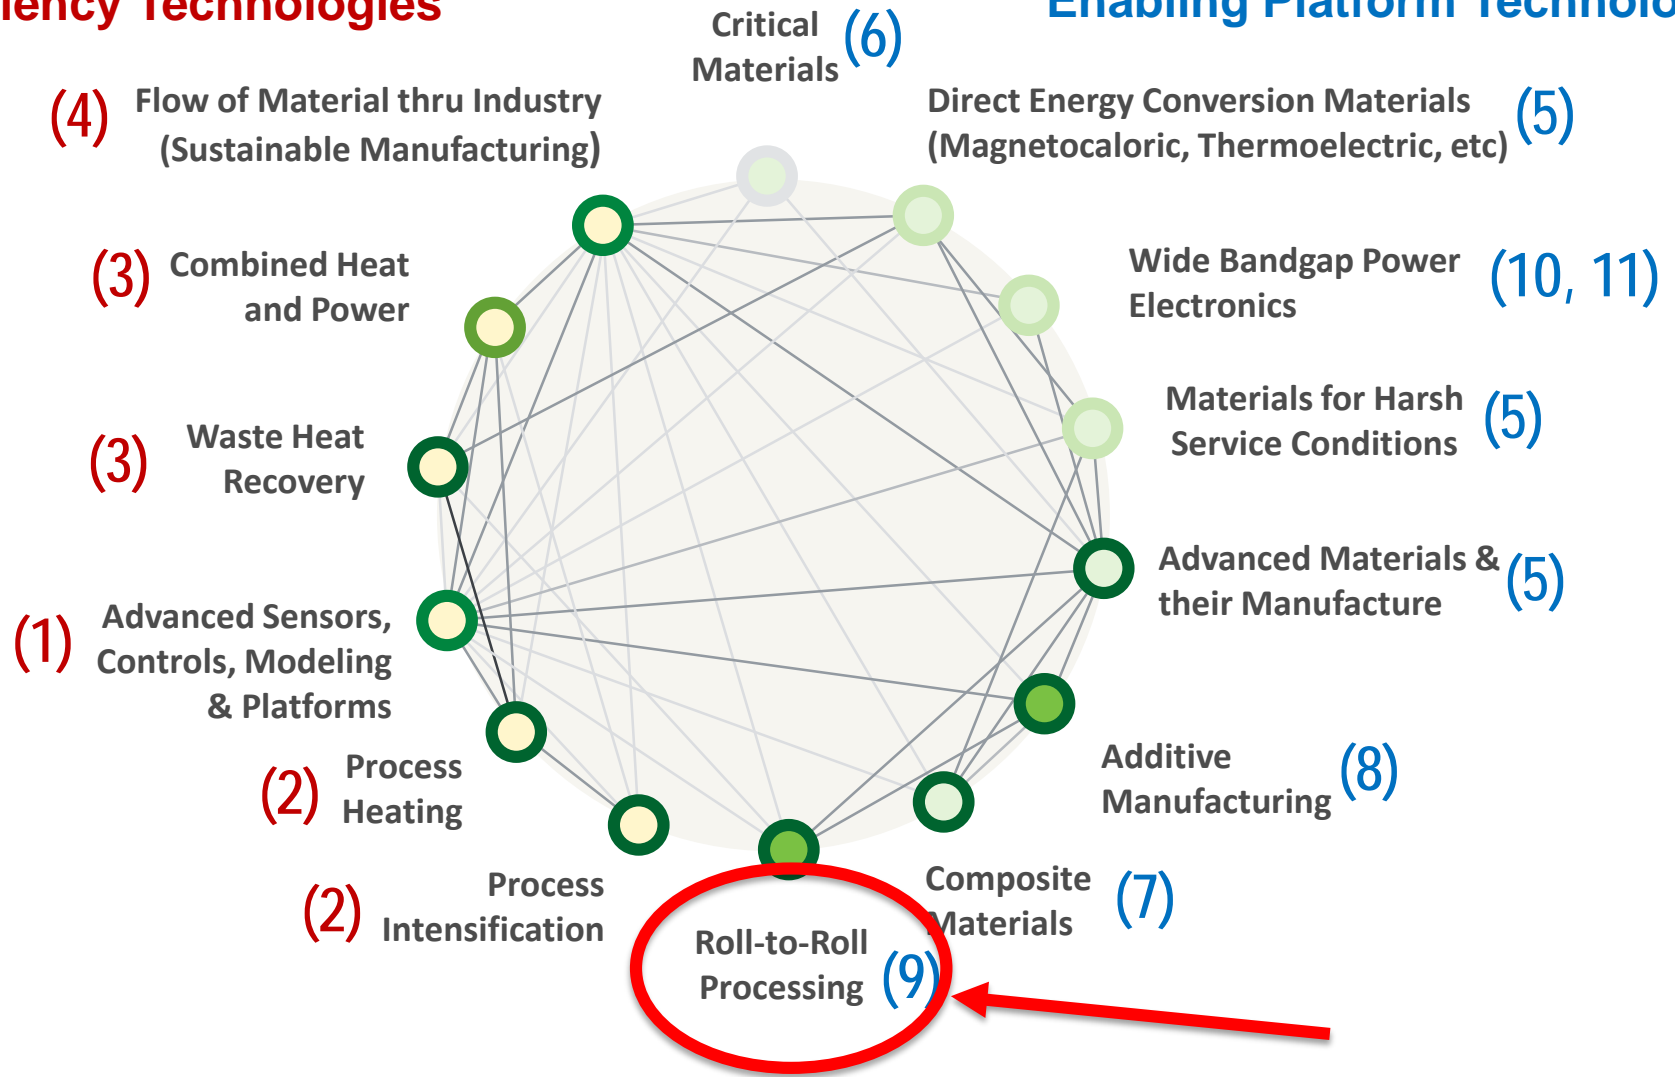 Technologies
Enabling Platform
Critical
Materials
(6)
(4)
Flow of Material thru Industry
(Sustainable Manufacturing)
Direct Energy Conversion Materials
(Magnetocaloric, Thermoelectric, etc)
(5)
(3)
Combined Heat
and Power
Wide Bandgap Power
Electronics
(10, 11)
(3)
Waste Heat
Recovery
Materials for Harsh
Service Conditions
(5)
Advanced Materials &
their Manufacture
(5)
(1)
Advanced Sensors,
Controls, Modeling
& Platforms
(2)
Process
Heating
Additive
Manufacturing
(8)
(2)
Process
Intensification
Composite
Materials
(7)
Roll-to-Roll
Processing
(9)